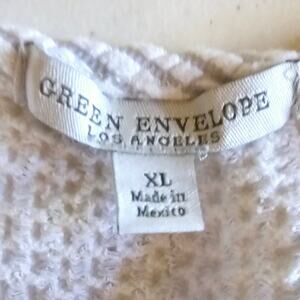 GREEN ENVELOPE
LOS ANGELES
XL
Made in
Mexico